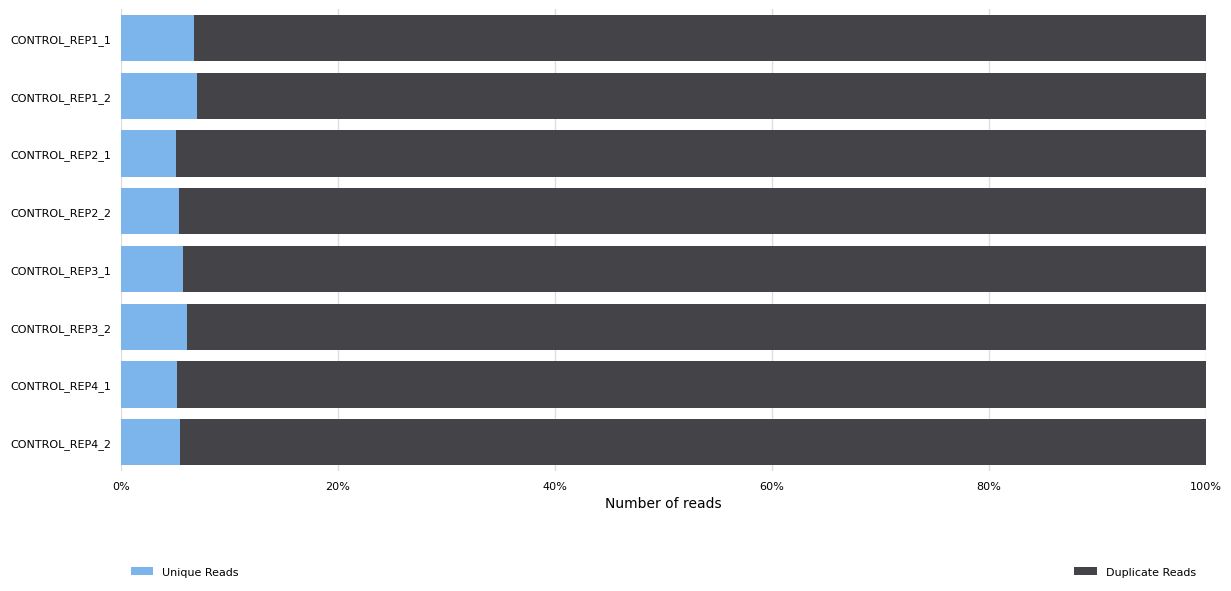 CONTROL_REP1_1
CONTROL_REP1_2
CONTROL_REP2_1
CONTROL_REP2_2
CONTROL_REP3_1
CONTROL_REP3_2
CONTROL_REP4_1
CONTROL_REP4_2
0% 20% 40% 60% 80% 100%
Number of reads
Unique Reads Duplicate Reads